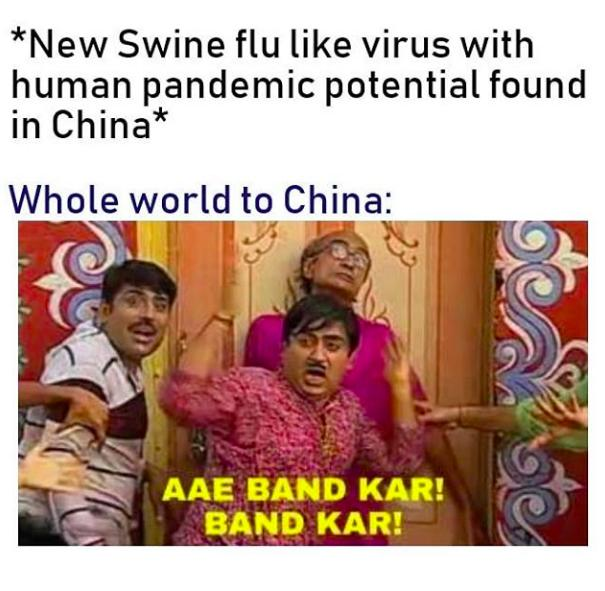 *New Swine flu like virus with
human pandemic potential found
in China*
Whole world to China:
AAE BAND KAR!
BAND KAR!